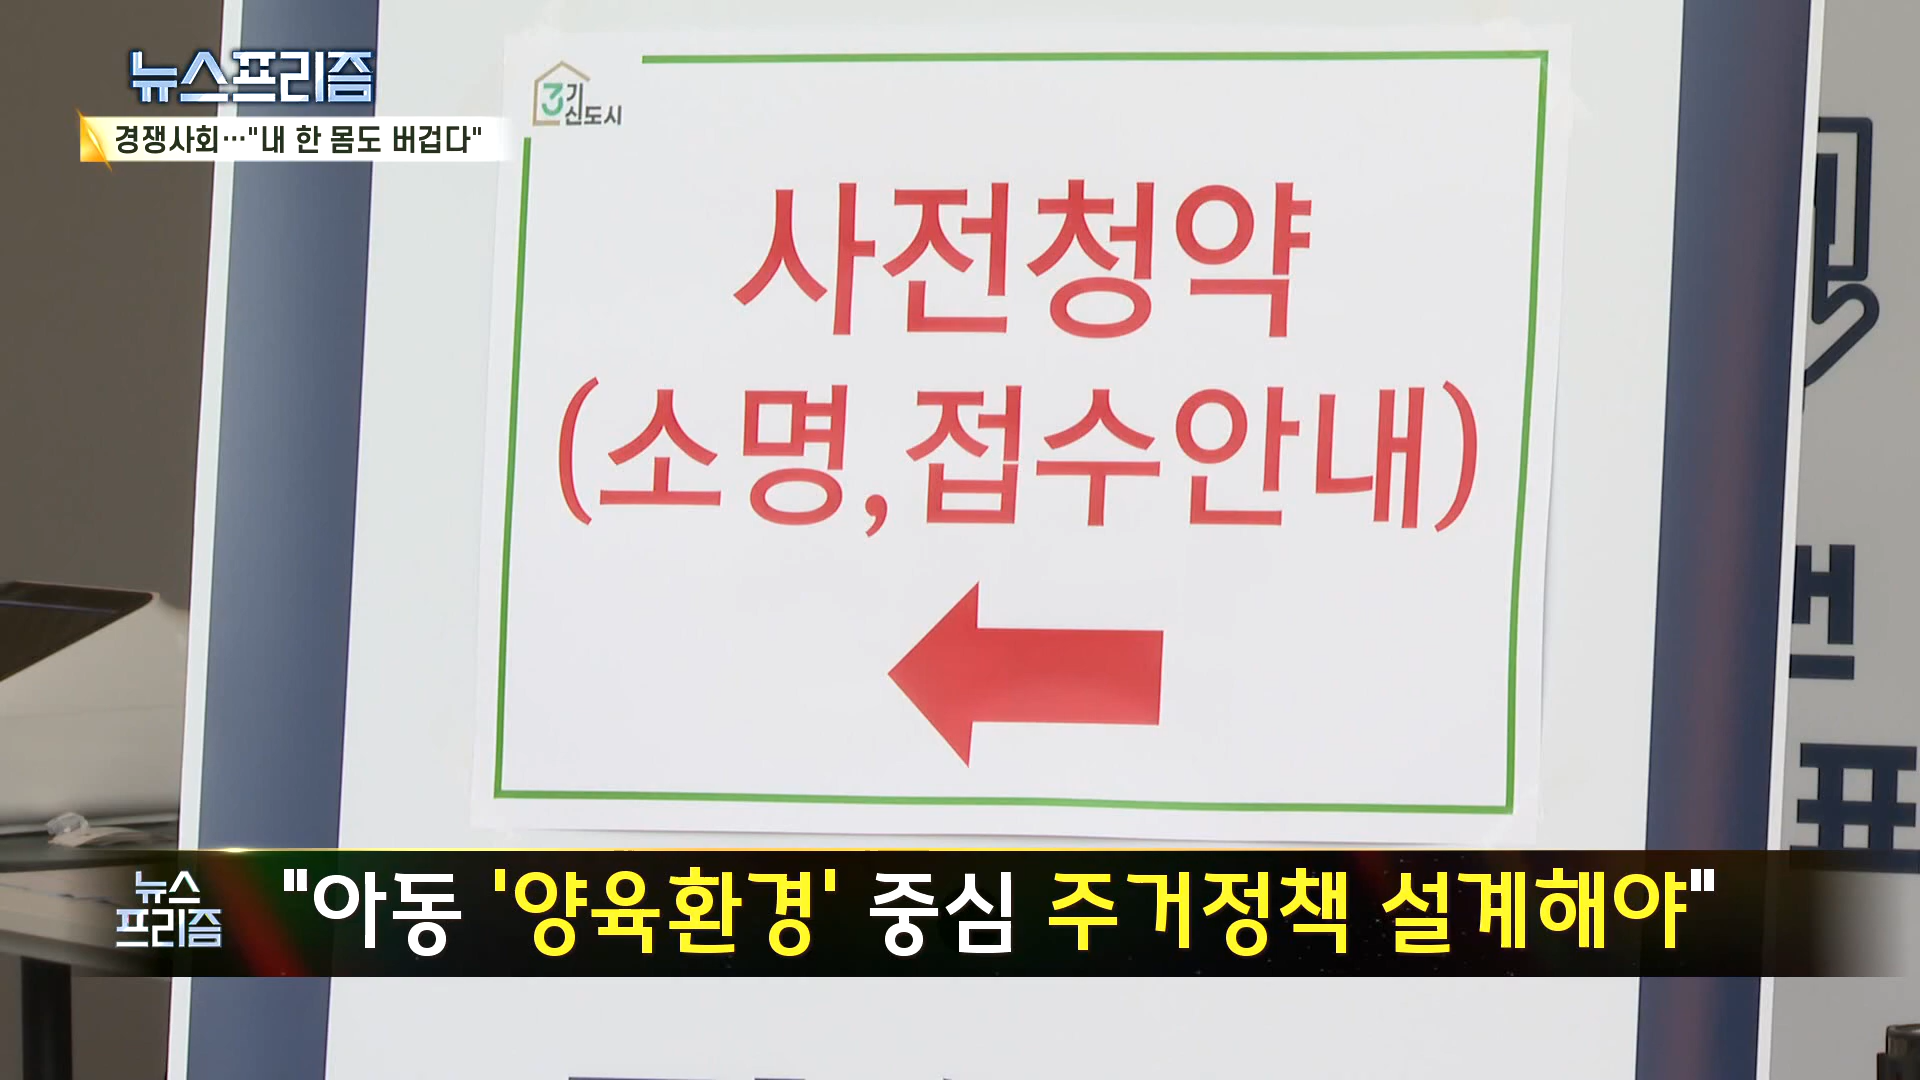 뉴스프리즘
경쟁사회…"내 한 몸도 버겁다"
3기
신도시
사전청약
(소명,접수안내)
뉴스
프리즘
"아동 '양육환경' 중심 주거정책 설계해야"